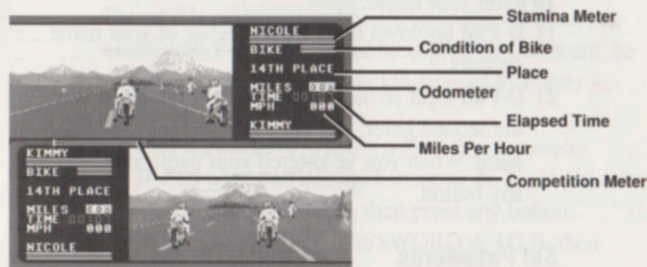 NICOLE
BIKE
14TH PLACE
MILES
TIME
MPH 000
KIMMY
KIMMY
BIKE
14TH PLACE
MILES
TIME
MPH 000
NICOLE
Stamina Meter
Condition of Bike
Place
Odometer
Elapsed Time
Miles Per Hour
Competition Meter